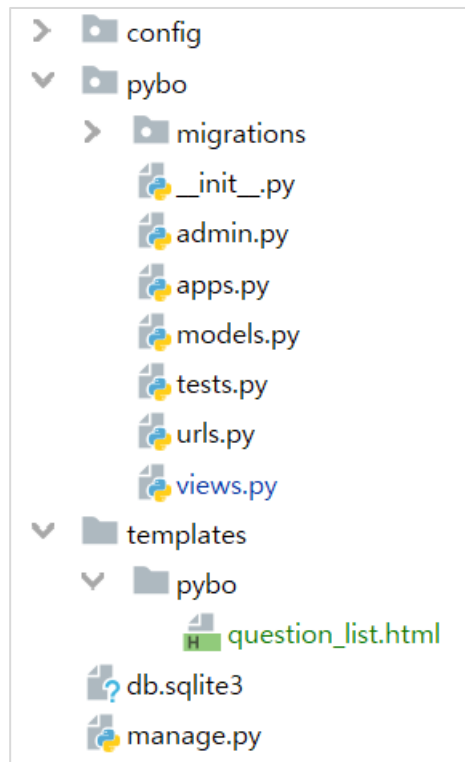 config
pybo
migrations
__init__.py
admin.py
apps.py
models.py
tests.py
urls.py
views.py
templates
pybo
H question_list.html
? db.sqlite3
manage.py